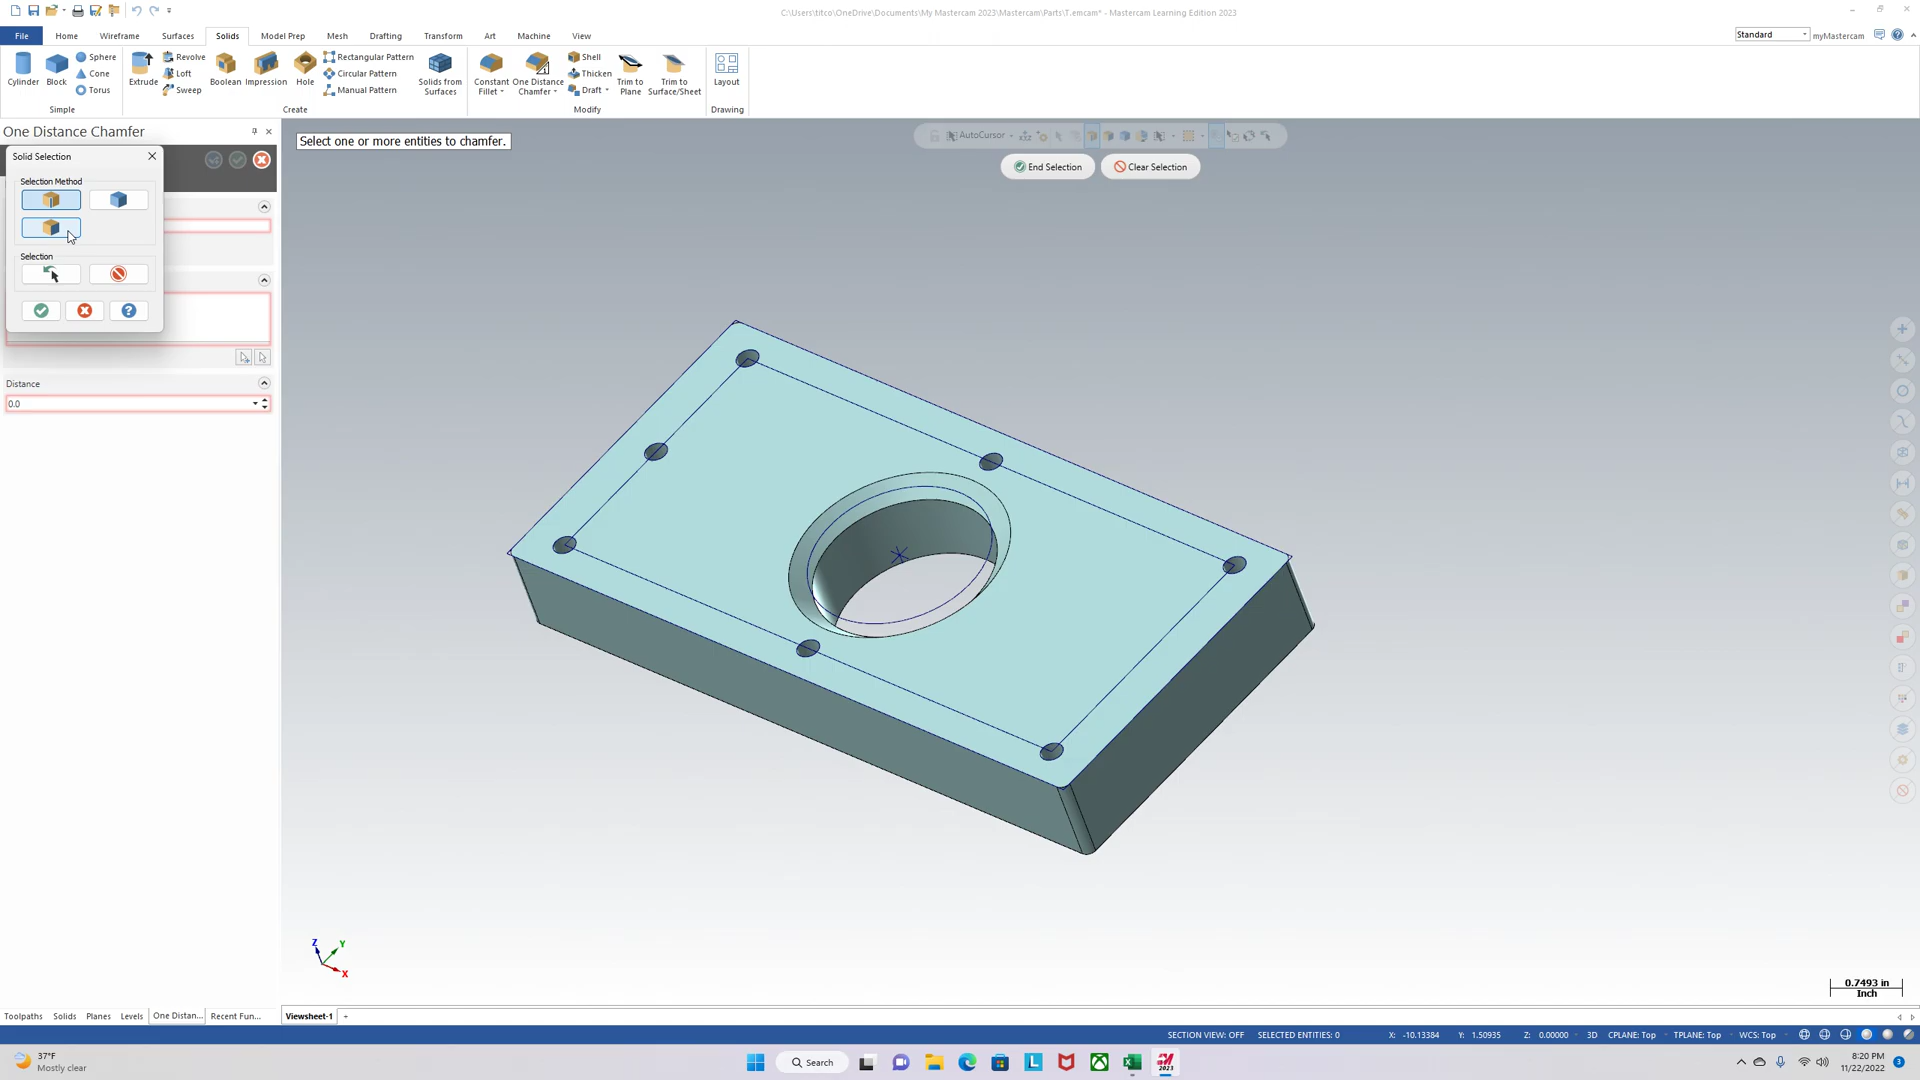 C:\Users\titco\OneDrive\Documents\My Mastercam 2023\Mastercam\Parts\T.emcam* - Mastercam Learning Edition 2023
File Home Wireframe Surfaces Solids Model Prep Mesh Drafting Transform Art Machine View
Standard myMastercam
Cylinder Block Sphere Cone Torus
Simple
Extrude Revolve Loft Sweep Boolean Impression Hole Rectangular Pattern Circular Pattern Manual Pattern Solids from Surfaces
Create
Constant Fillet One Distance Chamfer Shell Thicken Draft Trim to Plane Trim to Surface/Sheet
Modify
Layout
Drawing
One Distance Chamfer
Solid Selection
Selection Method
Selection
Distance
0.0
Select one or more entities to chamfer.
AutoCursor
End Selection Clear Selection
Z Y X
0.7493 in
Inch
Toolpaths Solids Planes Levels One Distan... Recent Fun...
Viewsheet-1 +
SECTION VIEW: OFF SELECTED ENTITIES: 0 X: -10.13384 Y: 1.50935 Z: 0.00000 3D CPLANE: Top TPLANE: Top WCS: Top
37°F
Mostly clear
Search
2023
8:20 PM
11/22/2022
3